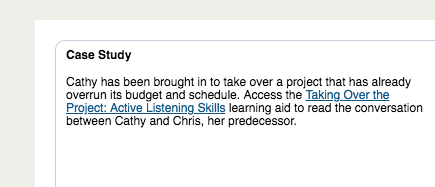 Case Study
Cathy has been brought in to take over a project that has already
overrun its budget and schedule. Access the Taking Over the
Project: Active Listening Skills learning aid to read the conversation
between Cathy and Chris, her predecessor.